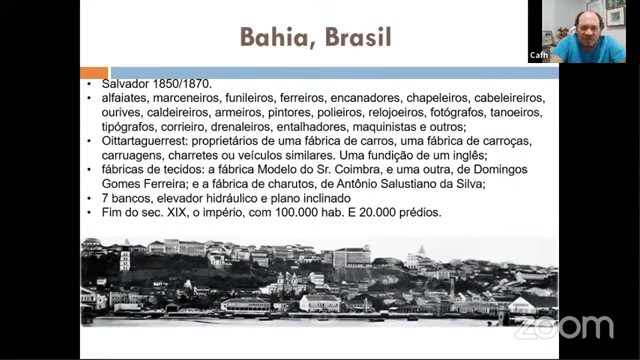 Bahia, Brasil
Cafh
• Salvador 1850/1870.
• alfaiates, marceneiros, funileiros, ferreiros, encanadores, chapeleiros, cabeleireiros,
ourives, caldeireiros, armeiros, pintores, polieiros, relojoeiros, fotógrafos, tanoeiros,
tipógrafos, corrieiro, drenaleiros, entalhadores, maquinistas e outros;
• Oittartaguerrest: proprietários de uma fábrica de carros, uma fábrica de carroças,
carruagens, charretes ou veículos similares. Uma fundição de um inglês;
• fábricas de tecidos: a fábrica Modelo do Sr. Coimbra, e uma outra, de Domingos
Gomes Ferreira; e a fábrica de charutos, de Antônio Salustiano da Silva;
• 7 bancos, elevador hidráulico e plano inclinado
• Fim do sec. XIX, o império, com 100.000 hab. E 20.000 prédios.
zoom